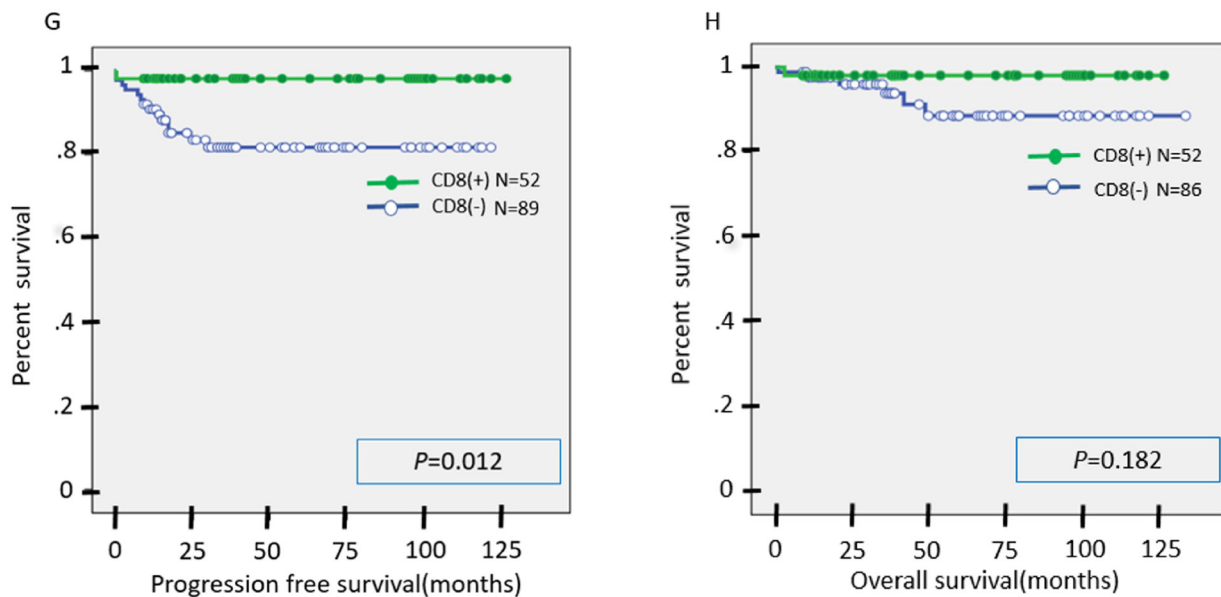 G
1
.8
.6
.4
.2
0
Percent survival
CD8(+) N=52
CD8(-) N=89
P=0.012
0 25 50 75 100 125
Progression free survival(months)
H
1
.8
.6
.4
.2
0
Percent survival
CD8(+) N=52
CD8(-) N=86
P=0.182
0 25 50 75 100 125
Overall survival(months)